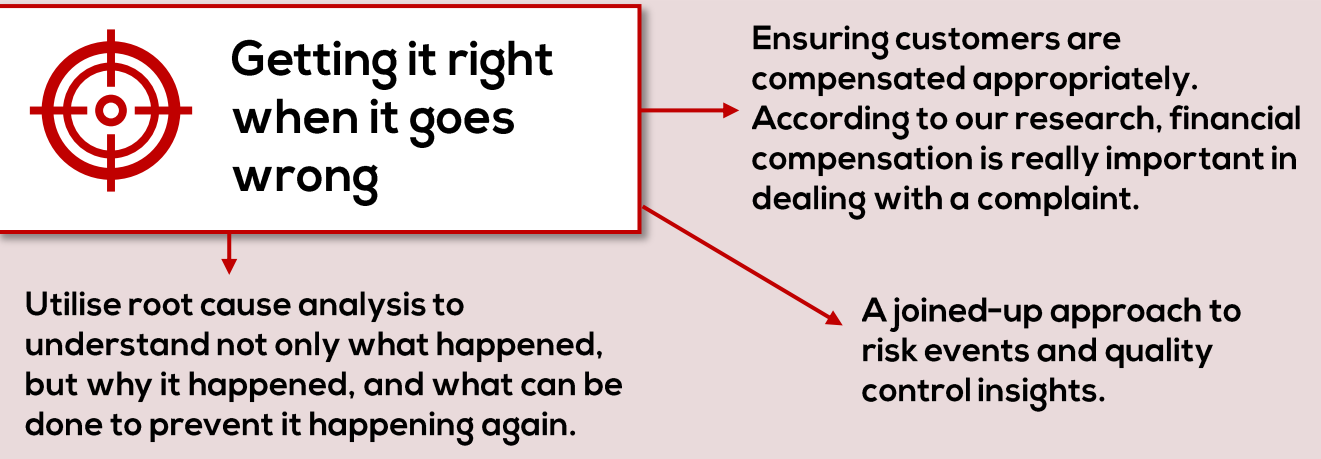 Getting it right
when it goes
wrong
Ensuring customers are
compensated appropriately.
According to our research, financial
compensation is really important in
dealing with a complaint.
Utilise root cause analysis to
understand not only what happened,
but why it happened, and what can be
done to prevent it happening again.
A joined-up approach to
risk events and quality
control insights.